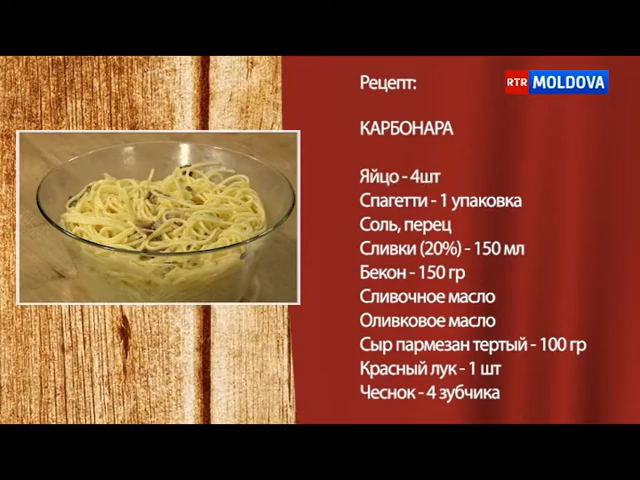 Рецепт:
RTR MOLDOVA
КАРБОНАРА
Яйцо - 4шт
Спагетти - 1 упаковка
Соль, перец
Сливки (20%) - 150 мл
Бекон - 150 гр
Сливочное масло
Оливковое масло
Сыр пармезан тертый - 100 гр
Красный лук - 1 шт
Чеснок - 4 зубчика